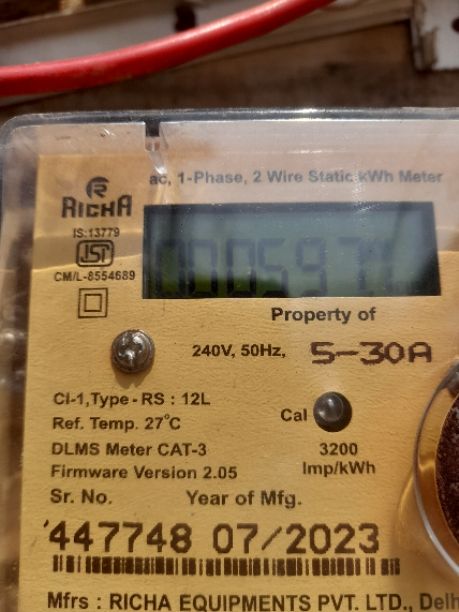 ac, 1-Phase, 2 Wire Static kWh Meter
RICHA
IS:13779
ISI
CM/L-8554689
Property of
240V, 50Hz, 5-30A
Cl-1,Type - RS : 12L
Ref. Temp. 27°C
Cal
DLMS Meter CAT-3
3200
Firmware Version 2.05
Imp/kWh
Sr. No. Year of Mfg.
447748 07/2023
Mfrs : RICHA EQUIPMENTS PVT. LTD., Delh